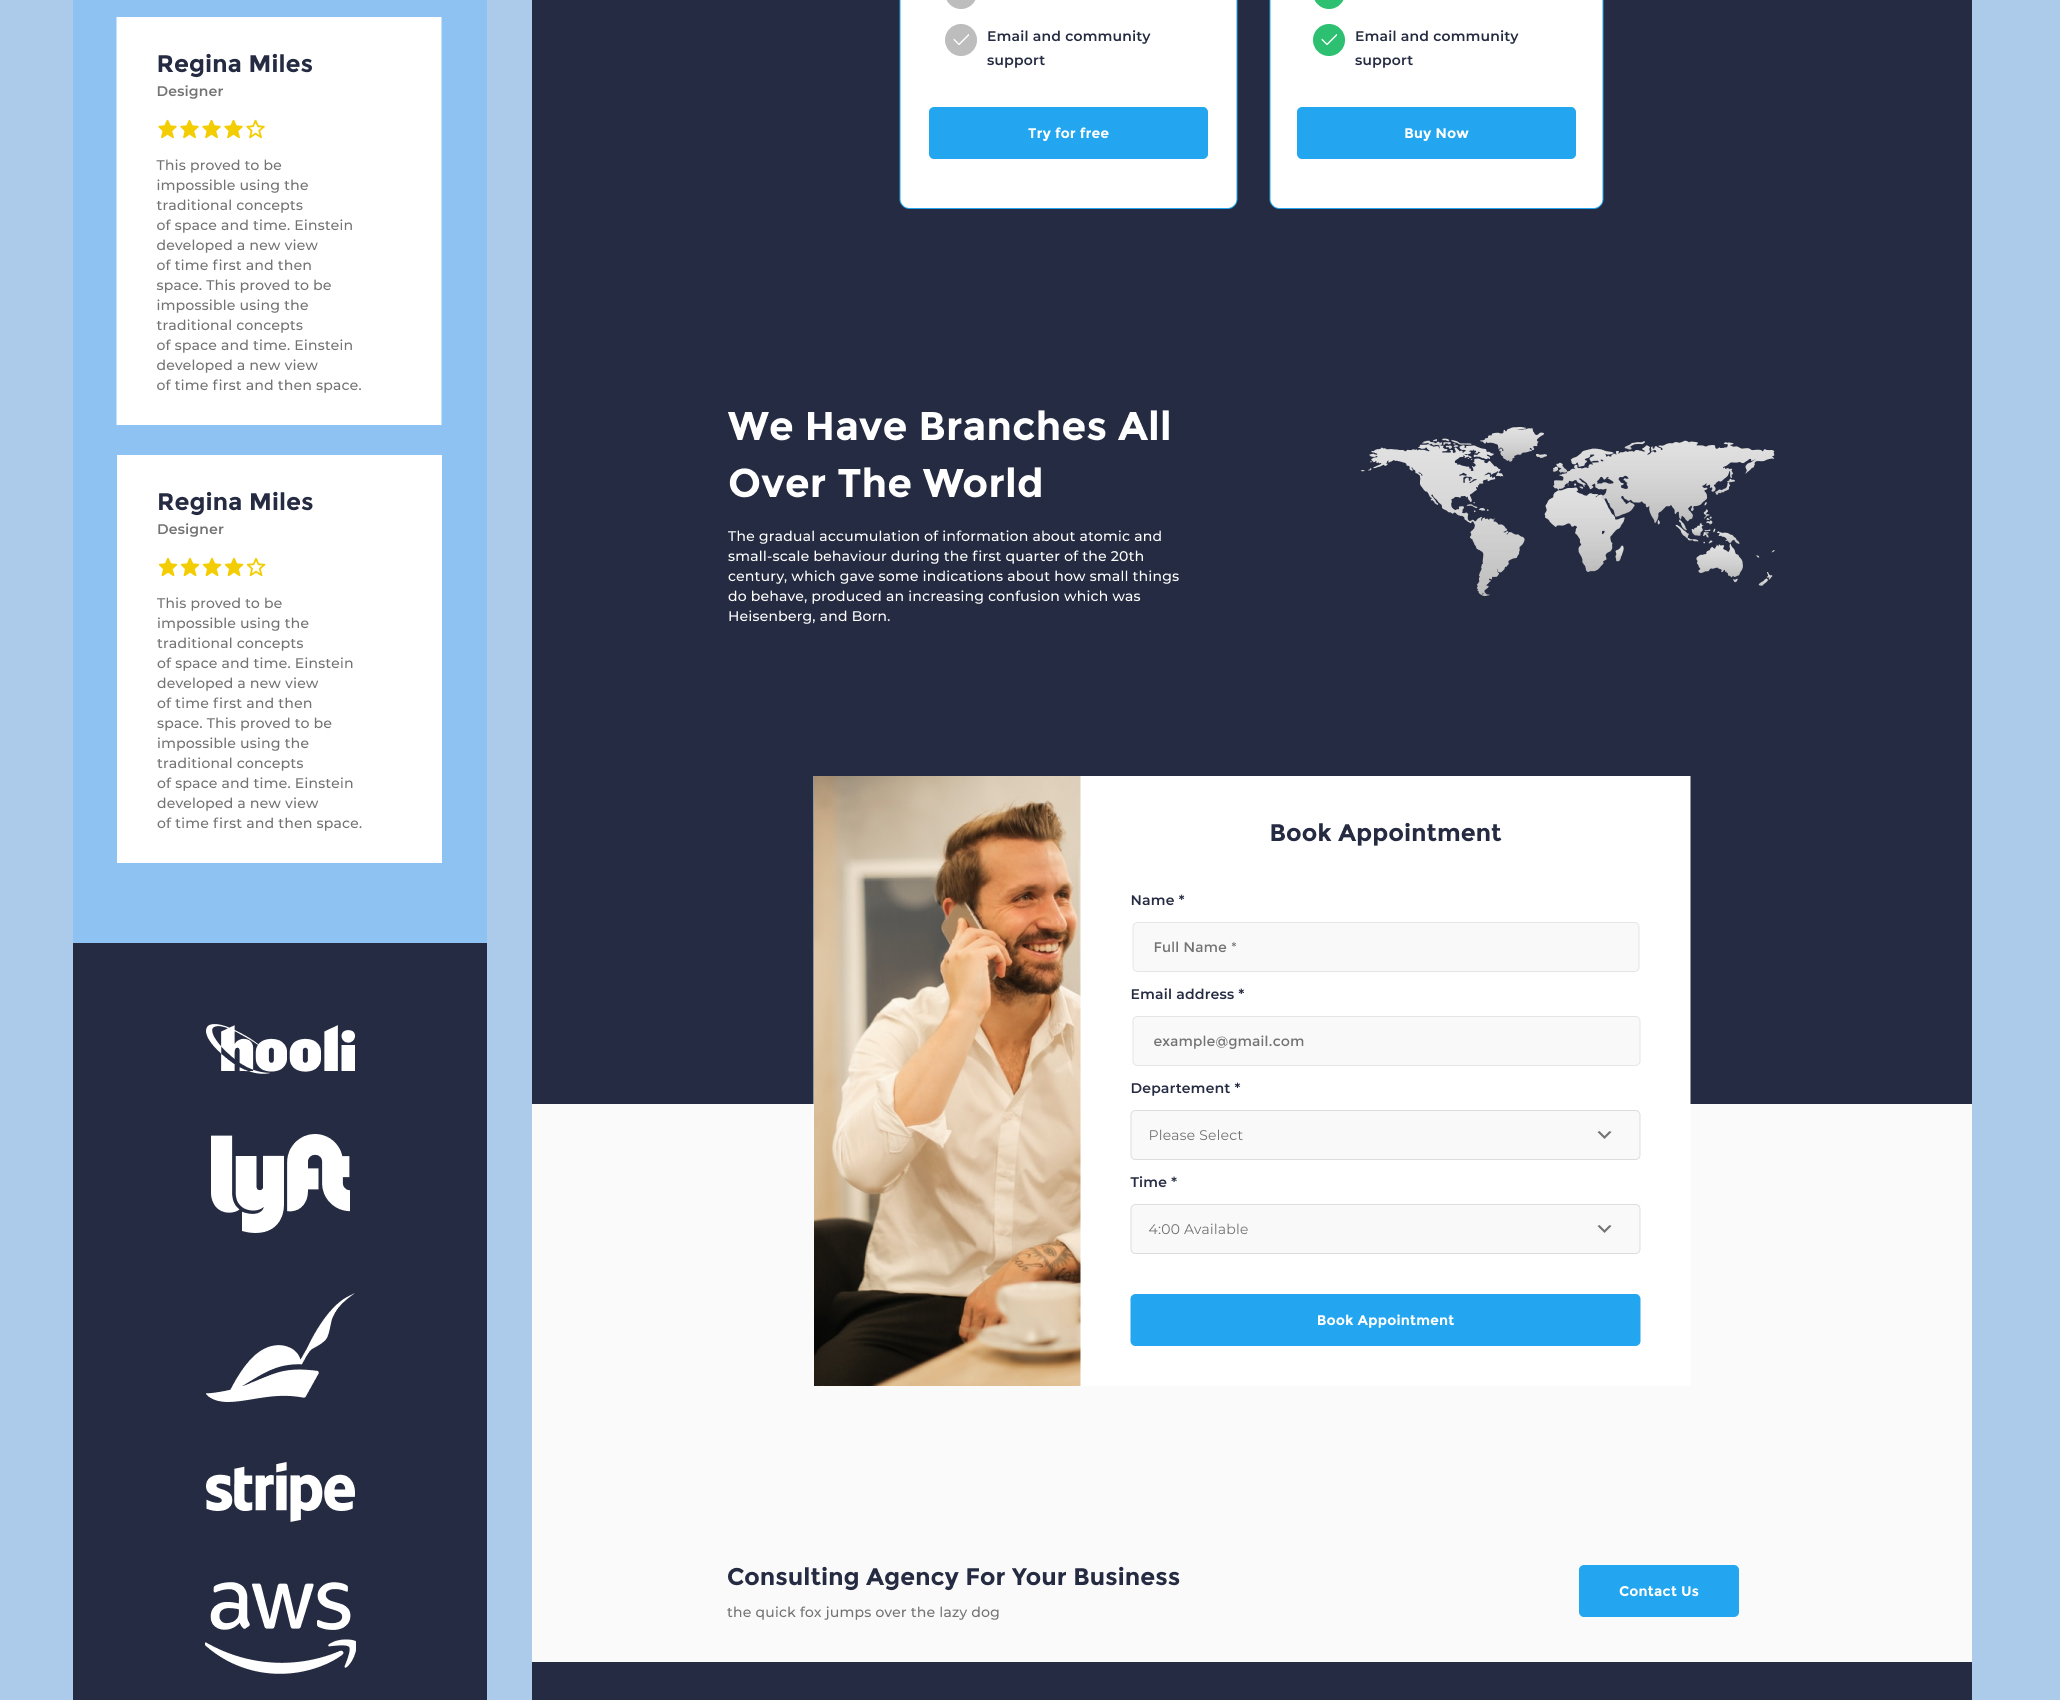 Regina Miles
Designer
This proved to be
impossible using the
traditional concepts
of space and time. Einstein
developed a new view
of time first and then
space. This proved to be
impossible using the
traditional concepts
of space and time. Einstein
developed a new view
of time first and then space.
Regina Miles
Designer
This proved to be
impossible using the
traditional concepts
of space and time. Einstein
developed a new view
of time first and then
space. This proved to be
impossible using the
traditional concepts
of space and time. Einstein
developed a new view
of time first and then space.
hooli
lyft
stripe
aws
Email and community
support
Try for free
Email and community
support
Buy Now
We Have Branches All
Over The World
The gradual accumulation of information about atomic and
small-scale behaviour during the first quarter of the 20th
century, which gave some indications about how small things
do behave, produced an increasing confusion which was
Heisenberg, and Born.
Book Appointment
Name *
Full Name *
Email address *
example@gmail.com
Departement *
Please Select
Time *
4:00 Available
Book Appointment
Consulting Agency For Your Business
the quick fox jumps over the lazy dog
Contact Us